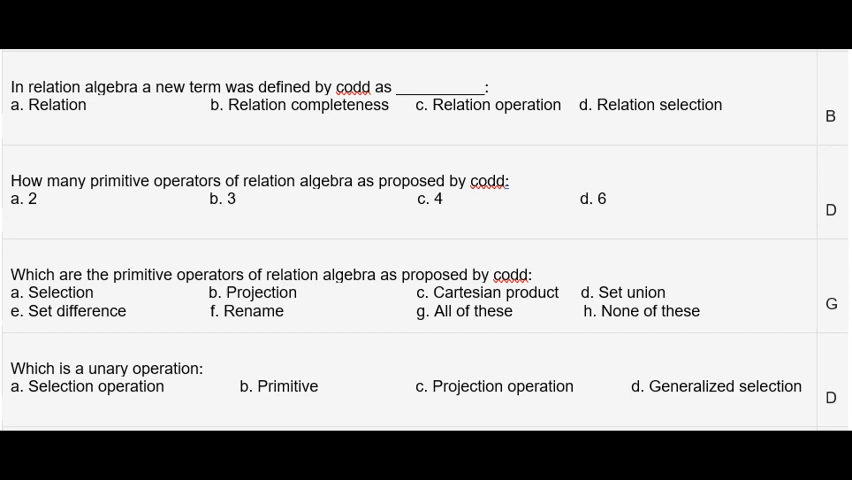 In relation algebra a new term was defined by codd as __________:
a. Relation b. Relation completeness c. Relation operation d. Relation selection
B
How many primitive operators of relation algebra as proposed by codd:
a. 2 b. 3 c. 4 d. 6
D
Which are the primitive operators of relation algebra as proposed by codd:
a. Selection b. Projection c. Cartesian product d. Set union
e. Set difference f. Rename g. All of these h. None of these
G
Which is a unary operation:
a. Selection operation b. Primitive c. Projection operation d. Generalized selection
D